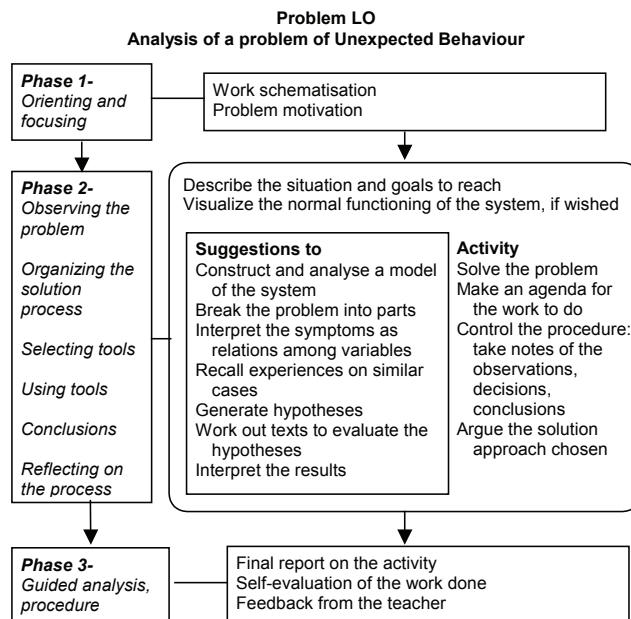 Problem LO
Analysis of a problem of Unexpected Behaviour
Phase 1-
Orienting and
focusing
Work schematisation
Problem motivation
Phase 2-
Observing the
problem
Organizing the
solution
process
Selecting tools
Using tools
Conclusions
Reflecting on
the process
Describe the situation and goals to reach
Visualize the normal functioning of the system, if wished
Suggestions to
Construct and analyse a model
of the system
Break the problem into parts
Interpret the symptoms as
relations among variables
Recall experiences on similar
cases
Generate hypotheses
Work out texts to evaluate the
hypotheses
Interpret the results
Activity
Solve the problem
Make an agenda for
the work to do
Control the procedure:
take notes of the
observations,
decisions,
conclusions
Argue the solution
approach chosen
Phase 3-
Guided analysis,
procedure
Final report on the activity
Self-evaluation of the work done
Feedback from the teacher